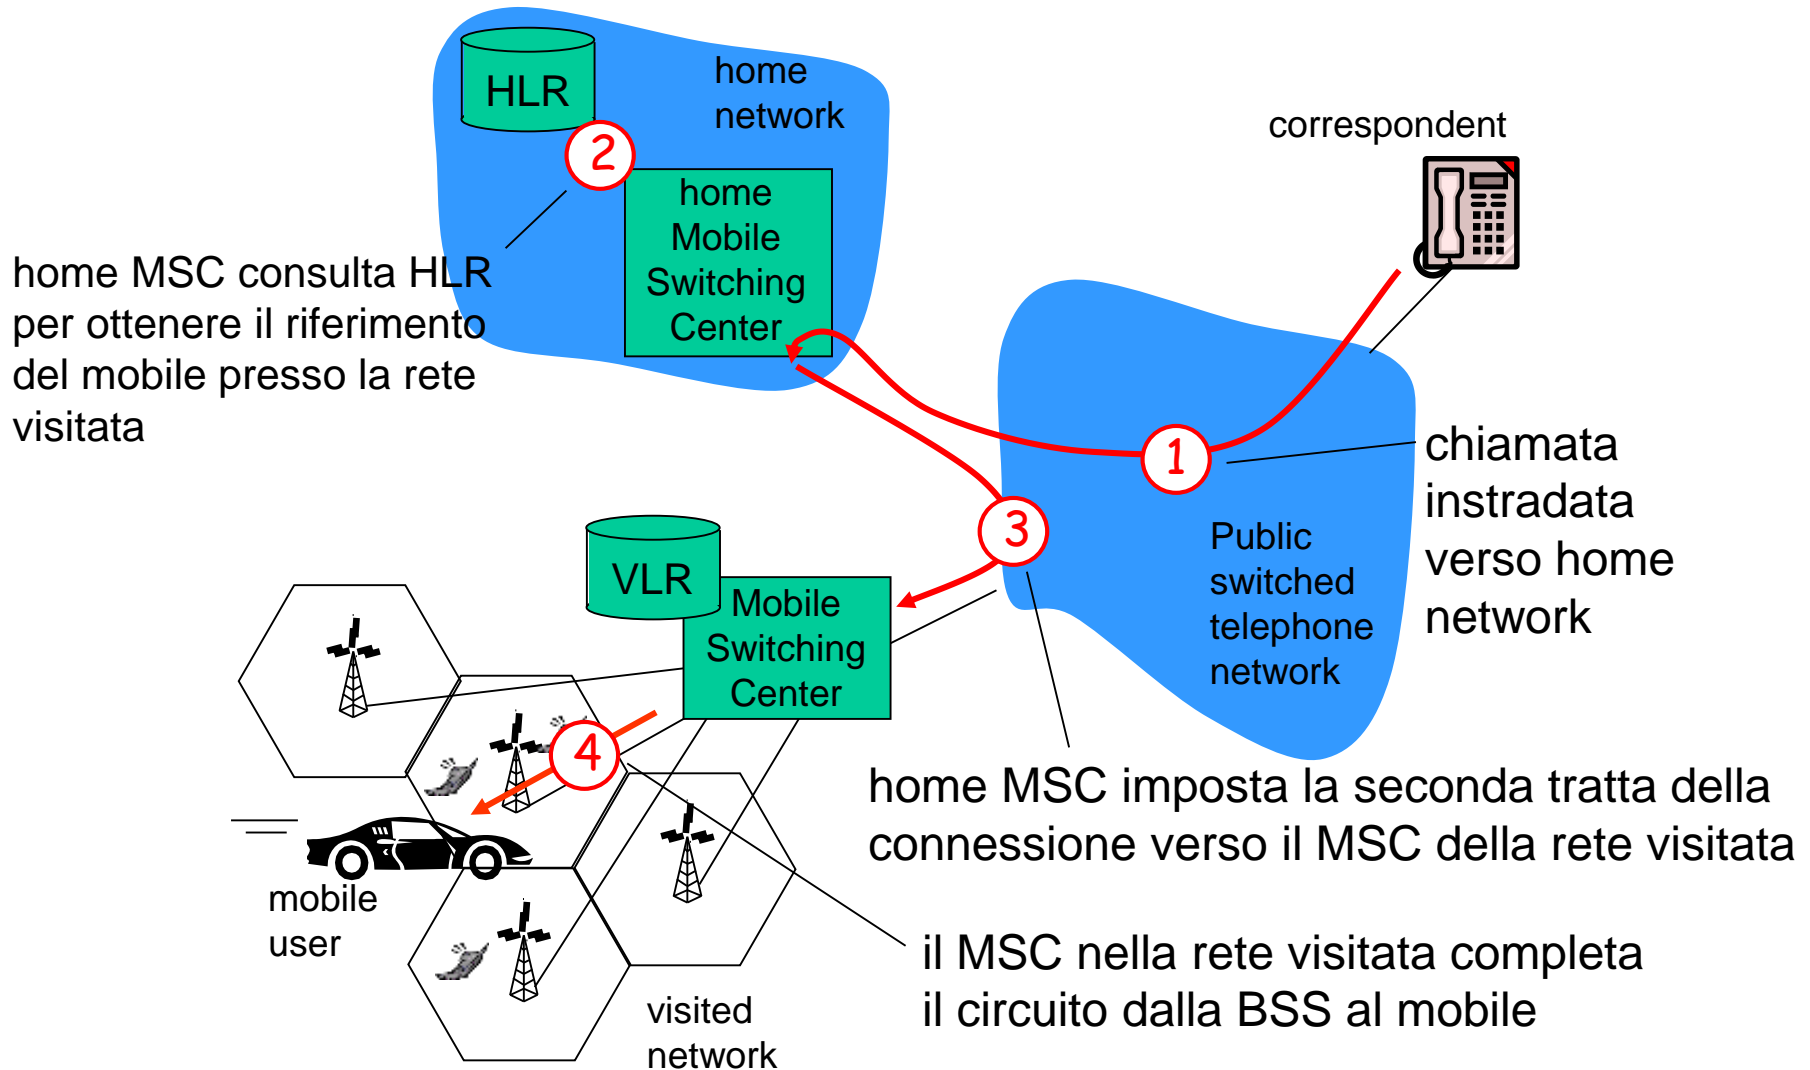 HLR
home
network
2
home
Mobile
Switching
Center
correspondent
home MSC consulta HLR
per ottenere il riferimento
del mobile presso la rete
visitata
1
chiamata
instradata
verso home
network
3
Public
switched
telephone
network
VLR
Mobile
Switching
Center
4
home MSC imposta la seconda tratta della
connessione verso il MSC della rete visitata
mobile
user
il MSC nella rete visitata completa
il circuito dalla BSS al mobile
visited
network